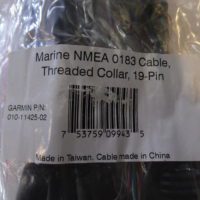 Marine NMEA 0183 Cable,
Threaded Collar, 19-Pin
GARMIN P/N:
010-11425-02
7 53759 09943 5
Made in Taiwan. Cable made in China